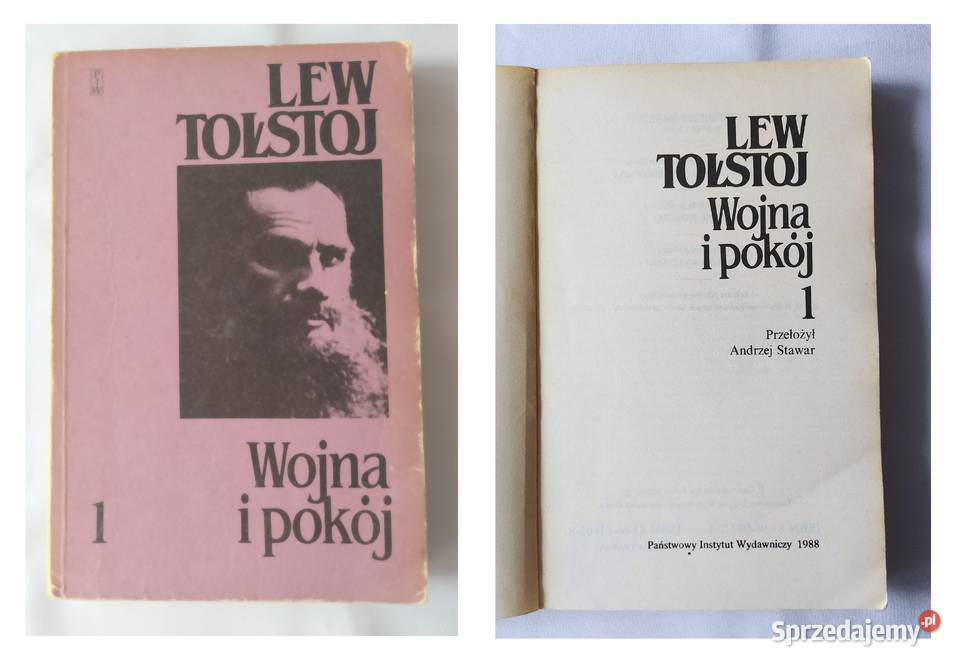 LEW
TOŁSTOJ
Wojna
i pokój
1
LEW
TOŁSTOJ
Wojna
i pokój
1
Przełożył
Andrzej Stawar
Państwowy Instytut Wydawniczy 1988
Sprzedajemy.pl